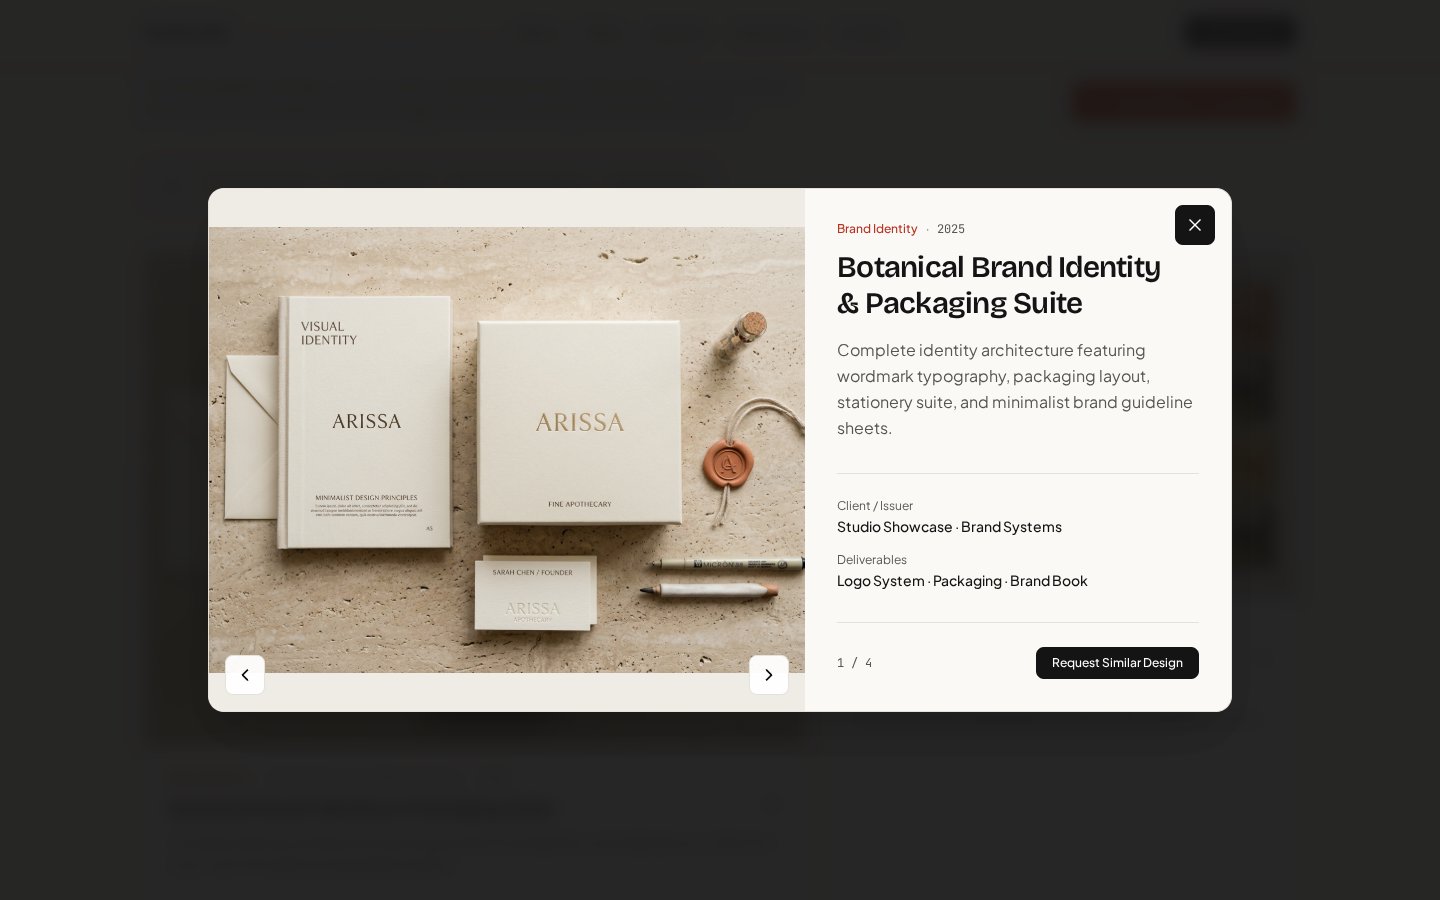 VISUAL
IDENTITY
ARISSA
MINIMALIST DESIGN PRINCIPLES
ARISSA
FINE APOTHECARY
SARAH CHEN / FOUNDER
ARISSA
APOTHECARY
MICRON
Brand Identity · 2025
Botanical Brand Identity
& Packaging Suite
Complete identity architecture featuring
wordmark typography, packaging layout,
stationery suite, and minimalist brand guideline
sheets.
Client / Issuer
Studio Showcase · Brand Systems
Deliverables
Logo System · Packaging · Brand Book
1 / 4
Request Similar Design